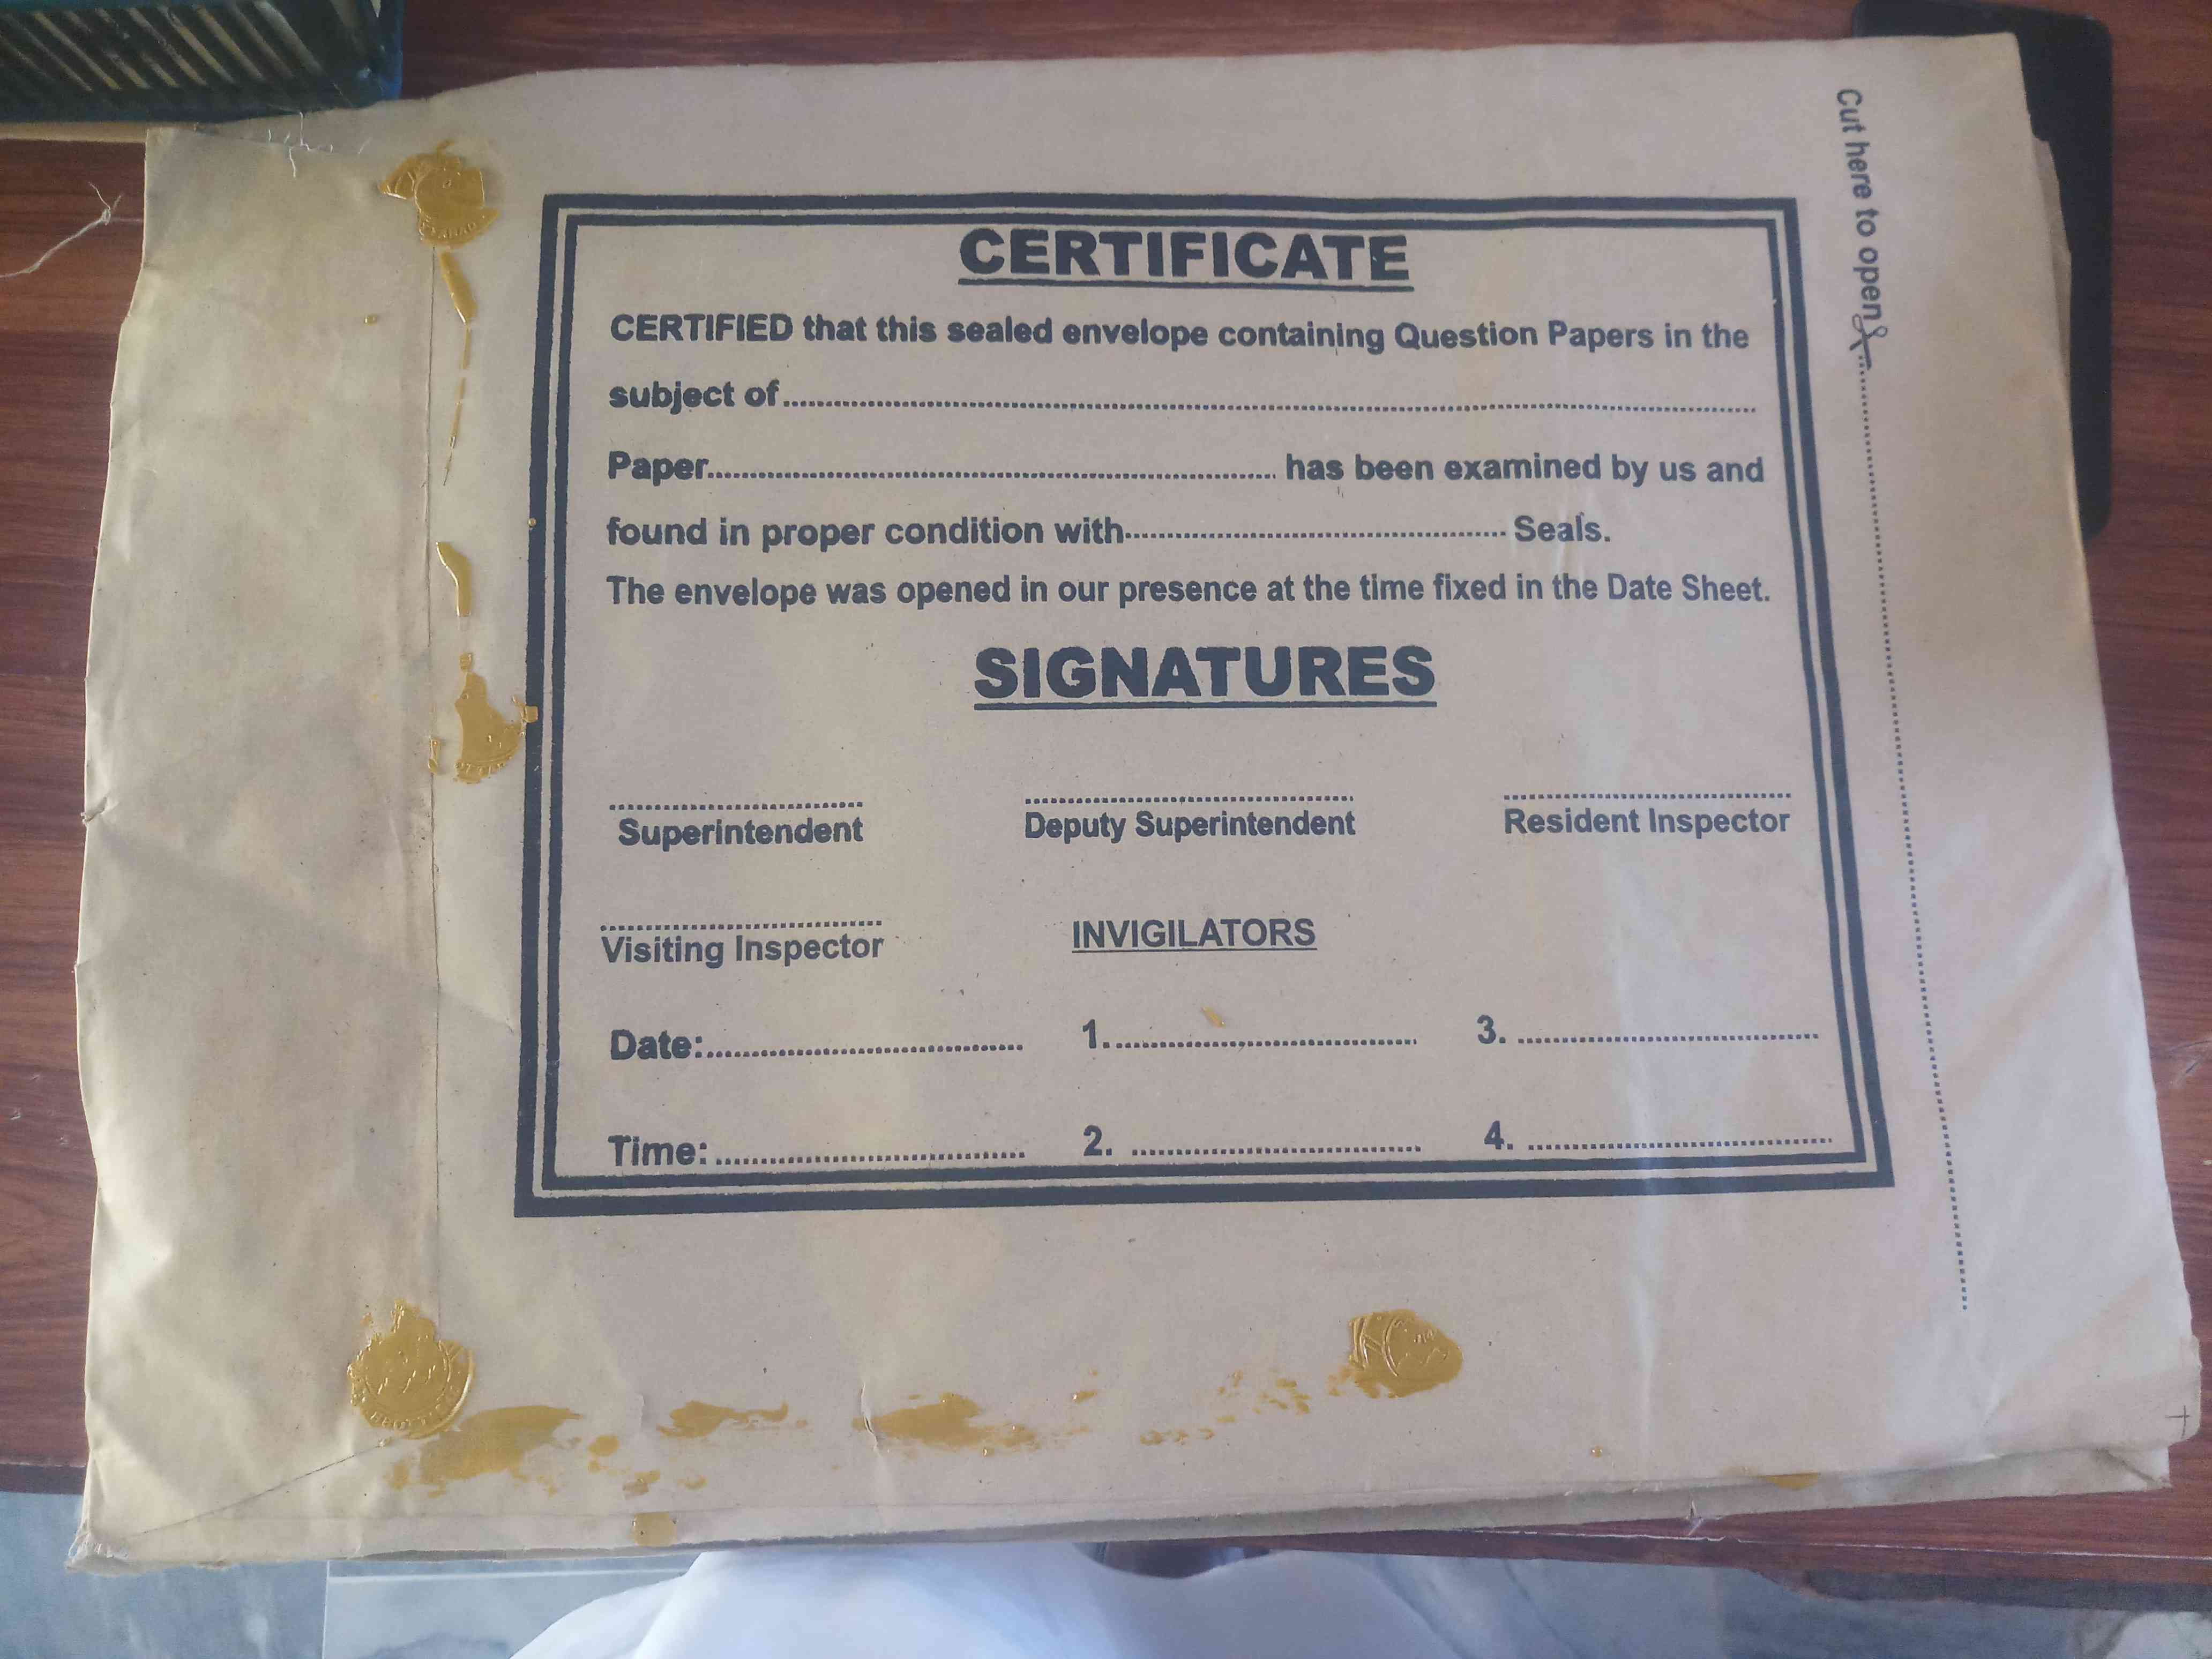 CERTIFICATE
CERTIFIED that this sealed envelope containing Question Papers in the
subject of..........
Paper.......... has been examined by us and
found in proper condition with.......... Seals.
The envelope was opened in our presence at the time fixed in the Date Sheet.
SIGNATURES
Superintendent
Deputy Superintendent
Resident Inspector
Visiting Inspector
INVIGILATORS
Date:.......... 1........... 3. ..........
Time:.......... 2. .......... 4. ..........
Cut here to open